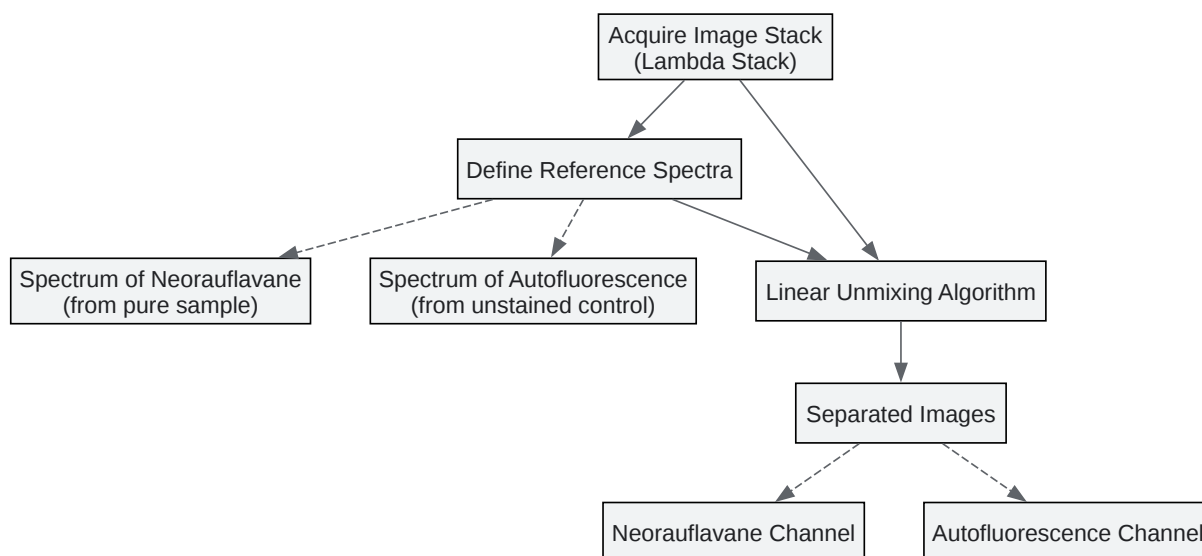 Acquire Image Stack
(Lambda Stack)
Define Reference Spectra
Spectrum of Neorauflavane
(from pure sample)
Spectrum of Autofluorescence
(from unstained control)
Linear Unmixing Algorithm
Separated Images
Neorauflavane Channel
Autofluorescence Channel